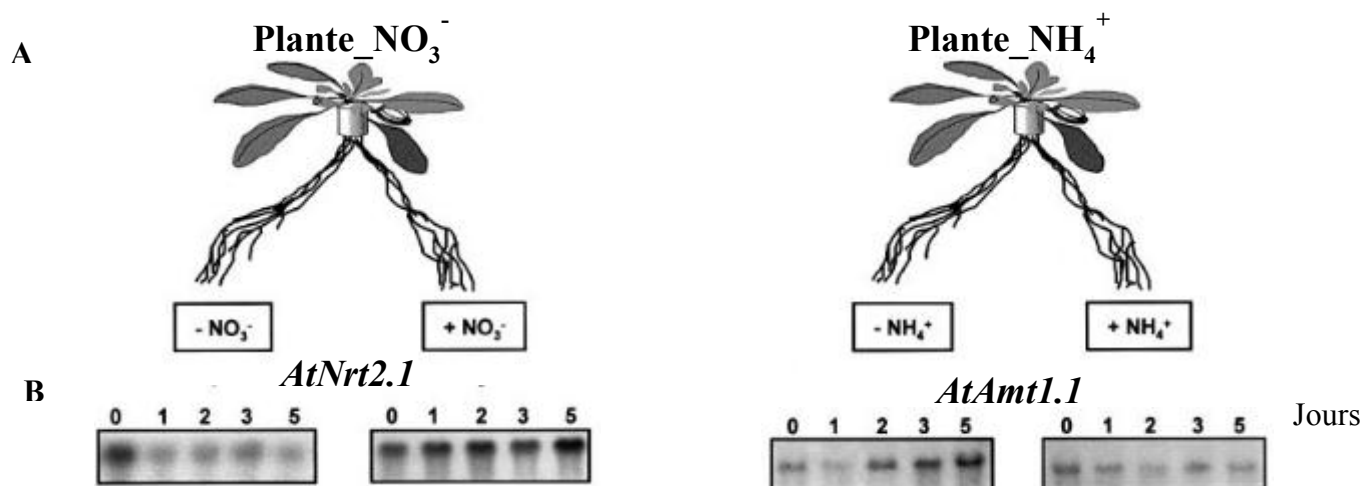 A
Plante_NO₃⁻
Plante_NH₄⁺
- NO₃⁻
+ NO₃⁻
- NH₄⁺
+ NH₄⁺
B
AtNrt2.1
AtAmt1.1
0 1 2 3 5
0 1 2 3 5
0 1 2 3 5
0 1 2 3 5
Jours